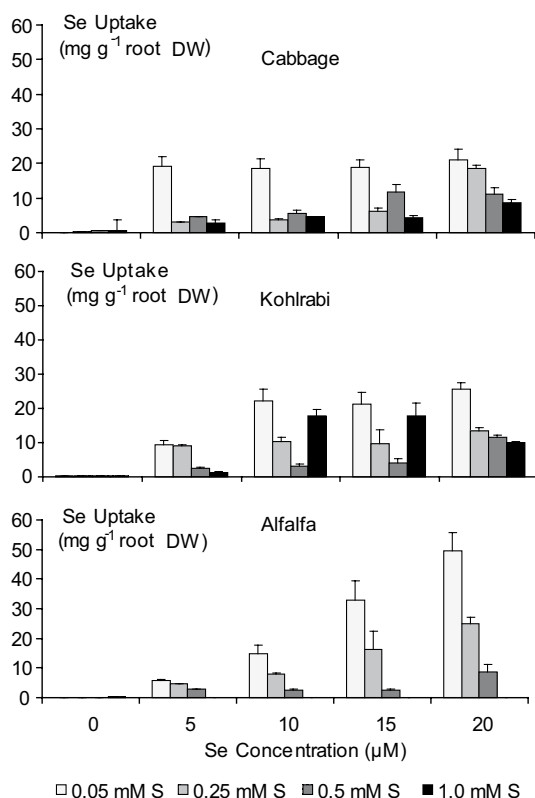 Se Uptake
(mg g⁻¹ root DW)
Cabbage
60
50
40
30
20
10
0
Se Uptake
(mg g⁻¹ root DW)
Kohlrabi
60
50
40
30
20
10
0
Se Uptake
(mg g⁻¹ root DW)
Alfalfa
60
50
40
30
20
10
0
0 5 10 15 20
Se Concentration (µM)
0.05 mM S 0.25 mM S 0.5 mM S 1.0 mM S